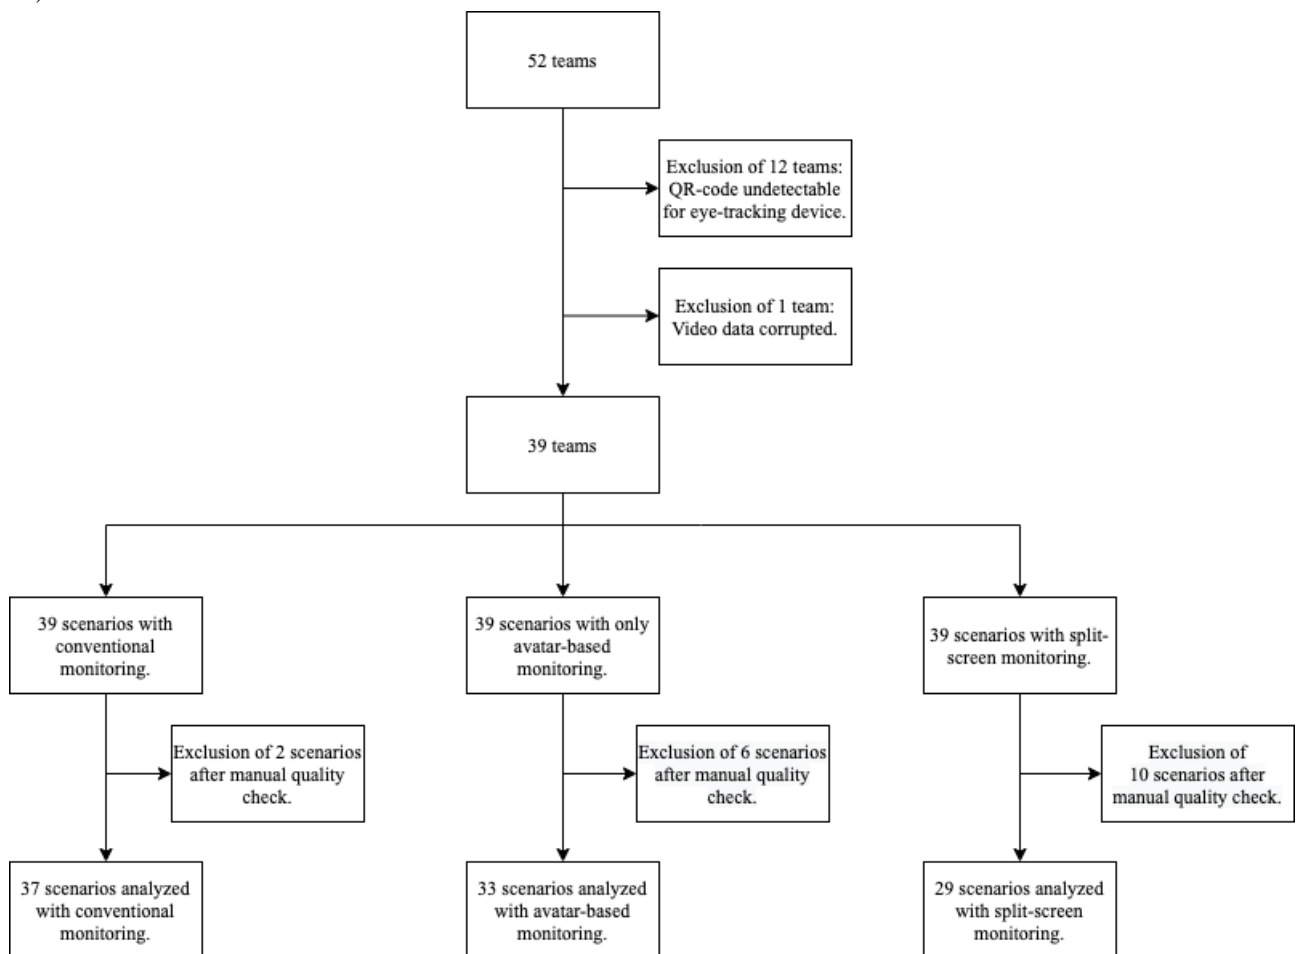 )
52 teams
Exclusion of 12 teams:
QR-code undetectable
for eye-tracking device.
Exclusion of 1 team:
Video data corrupted.
39 teams
39 scenarios with
conventional
monitoring.
39 scenarios with only
avatar-based
monitoring.
39 scenarios with split-
screen monitoring.
Exclusion of 2 scenarios
after manual quality
check.
Exclusion of 6 scenarios
after manual quality
check.
Exclusion of
10 scenarios after
manual quality check.
37 scenarios analyzed
with conventional
monitoring.
33 scenarios analyzed
with avatar-based
monitoring.
29 scenarios analyzed
with split-screen
monitoring.